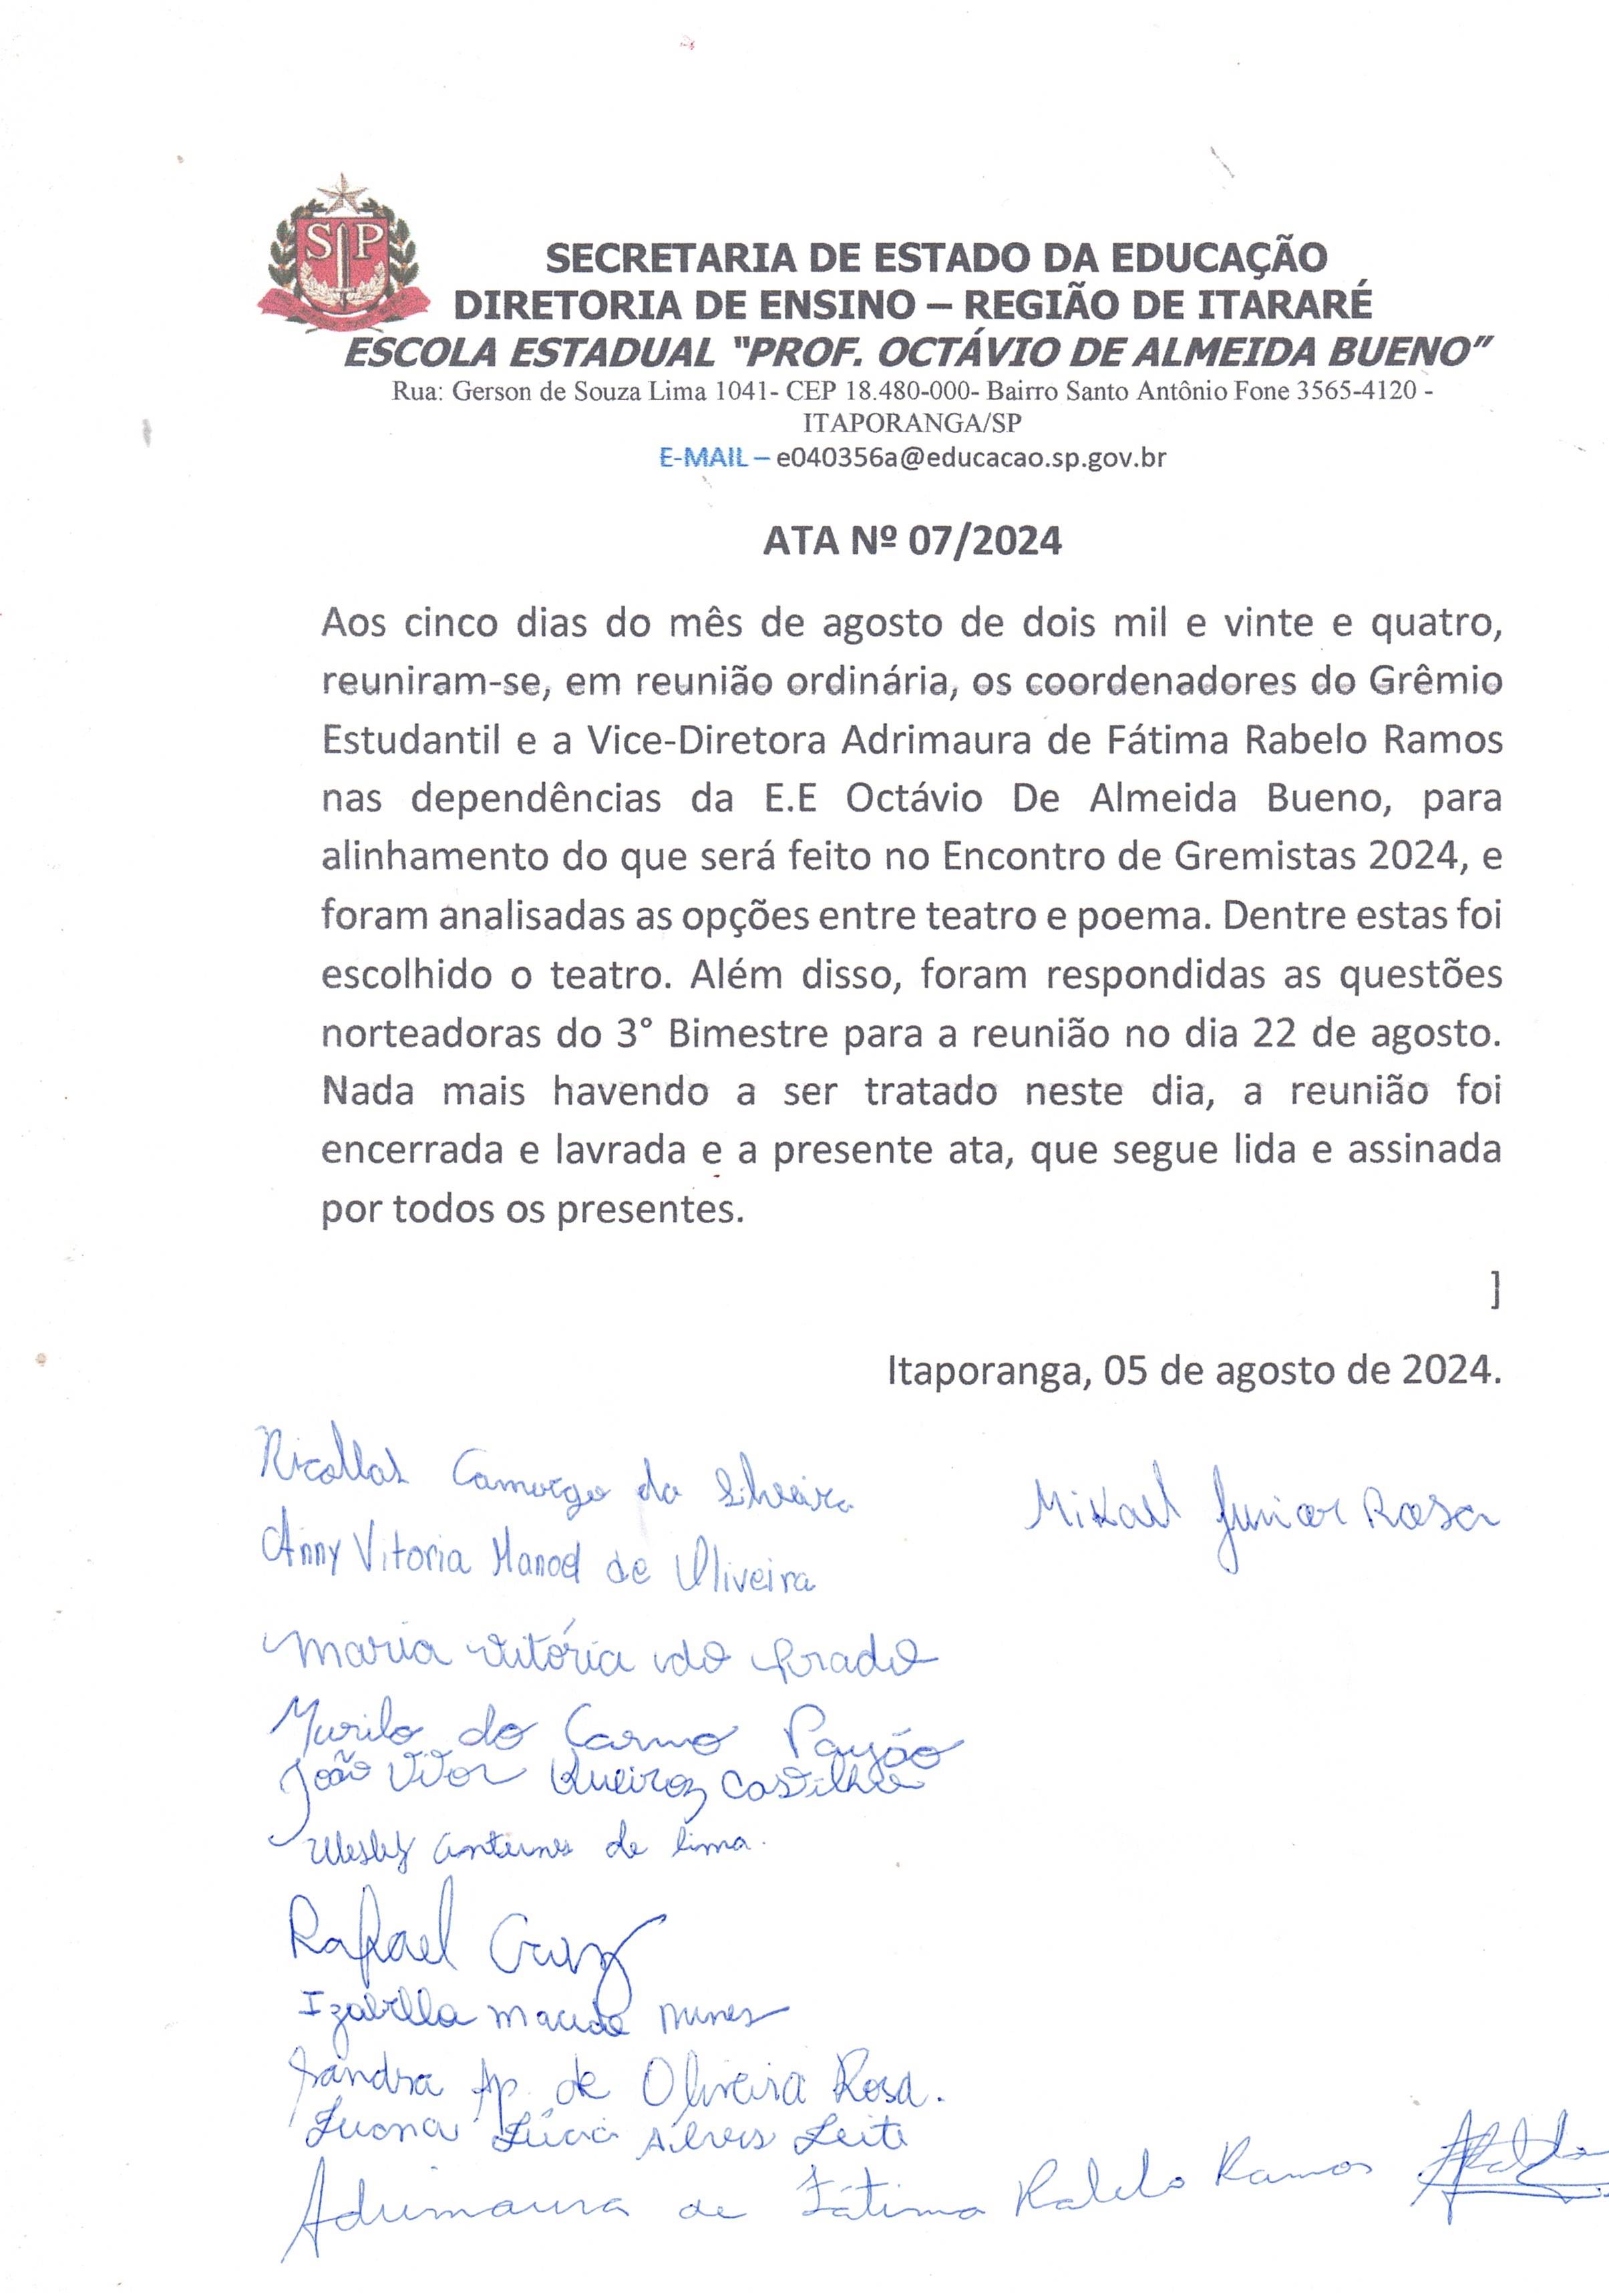 SP
SECRETARIA DE ESTADO DA EDUCAÇÃO
DIRETORIA DE ENSINO – REGIÃO DE ITARARÉ
ESCOLA ESTADUAL "PROF. OCTÁVIO DE ALMEIDA BUENO”
Rua: Gerson de Souza Lima 1041- CEP 18.480-000- Bairro Santo Antônio Fone 3565-4120 -
ITAPORANGA/SP
E-MAIL – e040356a@educacao.sp.gov.br
ATA Nº 07/2024
Aos cinco dias do mês de agosto de dois mil e vinte e quatro,
reuniram-se, em reunião ordinária, os coordenadores do Grêmio
Estudantil e a Vice-Diretora Adrimaura de Fátima Rabelo Ramos
nas dependências da E.E Octávio De Almeida Bueno, para
alinhamento do que será feito no Encontro de Gremistas 2024, e
foram analisadas as opções entre teatro e poema. Dentre estas foi
escolhido o teatro. Além disso, foram respondidas as questões
norteadoras do 3° Bimestre para a reunião no dia 22 de agosto.
Nada mais havendo a ser tratado neste dia, a reunião foi
encerrada e lavrada e a presente ata, que segue lida e assinada
por todos os presentes.
]
Itaporanga, 05 de agosto de 2024.
Nicollas Camargo da Silveira
Mikael Junior Rosa
Anny Vitoria Manoel de Oliveira
Maria Vitória do Prado
Murilo do Carmo Payão
João Vitor Queiroz Castilho
Wesley Antunes de lima.
Rafael Cruz
Izabella Macedo Nunes
Sandra Ap. de Oliveira Rosa.
Luana Lúcia Alves Leite
Adrimaura de Fátima Rabelo Ramos